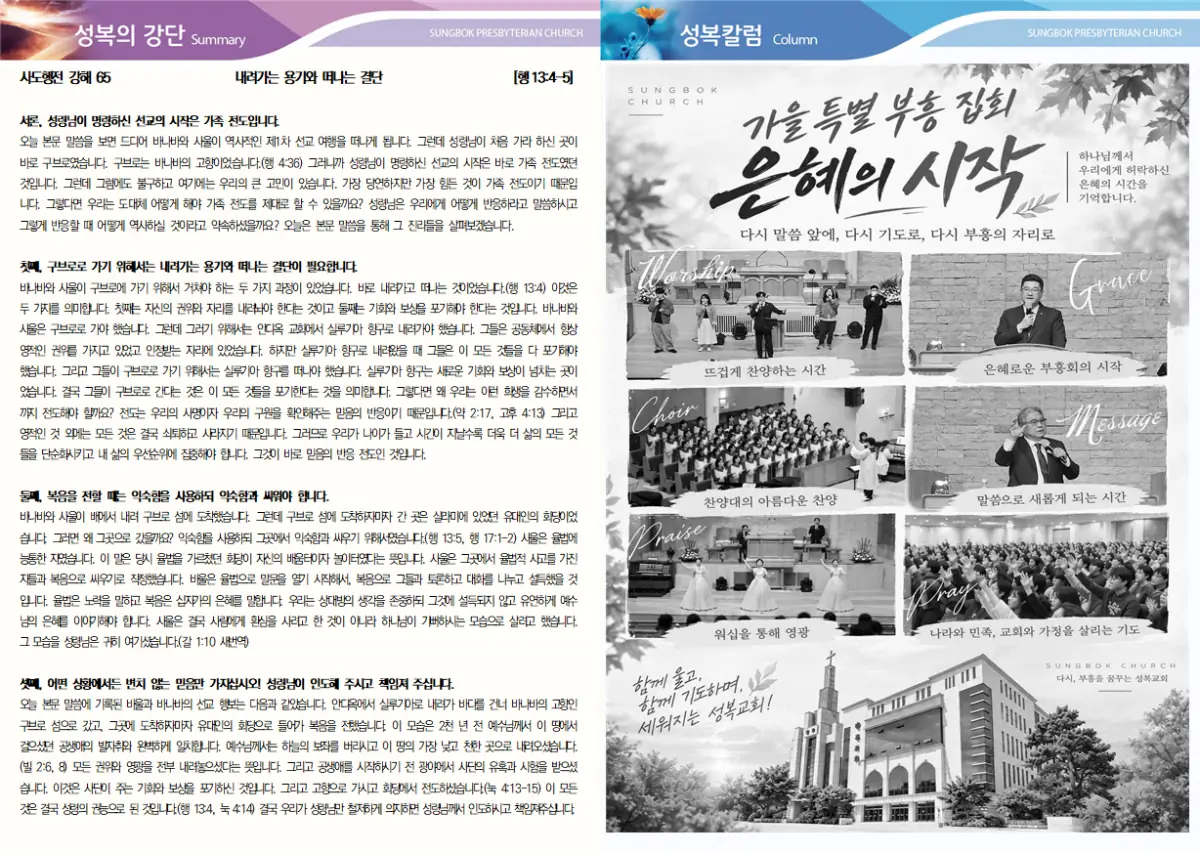 성복의 강단 Summary
SUNGBOK PRESBYTERIAN CHURCH
사도행전 강해 65 내려가는 용기와 떠나는 결단 [행 13:4-5]
서론, 성령님이 명령하신 선교의 시작은 가족 전도입니다.
오늘 본문 말씀을 보면 드디어 바나바와 사울이 역사적인 제1차 선교 여행을 떠나게 됩니다. 그런데 성령님이 처음 가라 하신 곳이
바로 구브로였습니다. 구브로는 바나바의 고향이었습니다.(행 4:36) 그러니까 성령님이 명령하신 선교의 시작은 바로 가족 전도였던
것입니다. 그런데 그럼에도 불구하고 여기에는 우리의 큰 고민이 있습니다. 가장 당연하지만 가장 힘든 것이 가족 전도이기 때문입
니다. 그렇다면 우리는 도대체 어떻게 해야 가족 전도를 제대로 할 수 있을까요? 성령님은 우리에게 어떻게 반응하라고 말씀하시고
그렇게 반응할 때 어떻게 역사하실 것이라고 약속하셨을까요? 오늘은 본문 말씀을 통해 그 진리들을 살펴보겠습니다.
첫째, 구브로로 가기 위해서는 내려가는 용기와 떠나는 결단이 필요합니다.
바나바와 사울이 구브로에 가기 위해서 거쳐야 하는 두 가지 과정이 있었습니다. 바로 내려가고 떠나는 것이었습니다.(행 13:4) 이것은
두 가지를 의미합니다. 첫째는 자신의 권위와 자리를 내려놔야 한다는 것이고 둘째는 기회와 보상을 포기해야 한다는 것입니다. 바나바와
사울은 구브로로 가야 했습니다. 그런데 그러기 위해서는 안디옥 교회에서 실루기아 항구로 내려가야 했습니다. 그들은 공동체에서 항상
영적인 권위를 가지고 있었고 인정받는 자리에 있었습니다. 하지만 실루기아 항구로 내려왔을 때 그들은 이 모든 것들을 다 포기해야
했습니다. 그리고 그들이 구브로로 가기 위해서는 실루기아 항구를 떠나야 했습니다. 실루기아 항구는 새로운 기회와 보상이 넘치는 곳이
었습니다. 결국 그들이 구브로로 간다는 것은 이 모든 것들을 포기한다는 것을 의미합니다. 그렇다면 왜 우리는 이런 희생을 감수하면서
까지 전도해야 할까요? 전도는 우리의 사명이자 우리의 구원을 확인해주는 믿음의 반응이기 때문입니다.(약 2:17, 고후 4:13) 그리고
영적인 것 외에는 모든 것은 결국 쇠퇴하고 사라지기 때문입니다. 그러므로 우리가 나이가 들고 시간이 지날수록 더욱 더 삶의 모든 것
들을 단순화시키고 내 삶의 우선순위에 집중해야 합니다. 그것이 바로 믿음의 반응 전도인 것입니다.
둘째, 복음을 전할 때는 익숙함을 사용하되 익숙함과 싸워야 합니다.
바나바와 사울이 배에서 내려 구브로 섬에 도착했습니다. 그런데 구브로 섬에 도착하자마자 간 곳은 살라미에 있었던 유대인의 회당이었
습니다. 그러면 왜 그곳으로 갔을까요? 익숙함을 사용하되 그곳에서 익숙함과 싸우기 위해서였습니다.(행 13:5, 행 17:1-2) 사울은 율법에
능통한 자였습니다. 이 말은 당시 율법을 가르쳤던 회당이 자신의 배움터이자 놀이터였다는 뜻입니다. 사울은 그곳에서 율법적 사고를 가진
자들과 복음으로 싸우기로 작정했습니다. 바울은 율법으로 말문을 열기 시작해서, 복음으로 그들과 토론하고 대화를 나누고 설득했을 것
입니다. 율법은 노력을 말하고 복음은 십자가의 은혜를 말합니다. 우리는 상대방의 생각을 존중하되 그것에 설득되지 않고 유연하게 예수
님의 은혜를 이야기해야 합니다. 사울은 결국 사람에게 환심을 사려고 한 것이 아니라 하나님이 기뻐하시는 모습으로 살려고 했습니다.
그 모습을 성령님은 귀히 여기셨습니다.(갈 1:10 새번역)
셋째, 어떤 상황에서든 변치 않는 믿음만 가지십시오! 성령님이 인도해 주시고 책임져 주십니다.
오늘 본문 말씀에 기록된 바울과 바나바의 선교 행보는 다음과 같았습니다. 안디옥에서 실루기아로 내려가 바다를 건너 바나바의 고향인
구브로 섬으로 갔고, 그곳에 도착하자마자 유대인의 회당으로 들어가 복음을 전했습니다. 이 모습은 2천 년 전 예수님께서 이 땅에서
걸으셨던 공생애의 발자취와 완벽하게 일치합니다. 예수님께서는 하늘의 보좌를 버리시고 이 땅의 가장 낮고 천한 곳으로 내려오셨습니다.
(빌 2:6, 8) 모든 권위와 영광을 전부 내려놓으셨다는 뜻입니다. 그리고 공생애를 시작하시기 전 광야에서 사단의 유혹과 시험을 받으셨
습니다. 이것은 사단이 주는 기회와 보상을 포기하신 것입니다. 그리고 고향으로 가시고 회당에서 전도하셨습니다.(눅 4:13-15) 이 모든
것은 결국 성령의 권능으로 된 것입니다.(행 13:4, 눅 4:14) 결국 우리가 성령님만 철저하게 의지하면 성령님께서 인도하시고 책임져주십니다.
성복칼럼 Column
SUNGBOK PRESBYTERIAN CHURCH
SUNGBOK
CHURCH
가을 특별 부흥 집회
은혜의 시작
하나님께서
우리에게 허락하신
은혜의 시간을
기억합니다.
다시 말씀 앞에, 다시 기도로, 다시 부흥의 자리로
Worship
Grace
뜨겁게 찬양하는 시간
은혜로운 부흥회의 시작
Choir
Message
찬양대의 아름다운 찬양
말씀으로 새롭게 되는 시간
Praise
Pray
워십을 통해 영광
나라와 민족, 교회와 가정을 살리는 기도
함께 울고,
함께 기도하며,
세워지는 성복교회!
SUNGBOK CHURCH
다시, 부흥을 꿈꾸는 성복교회